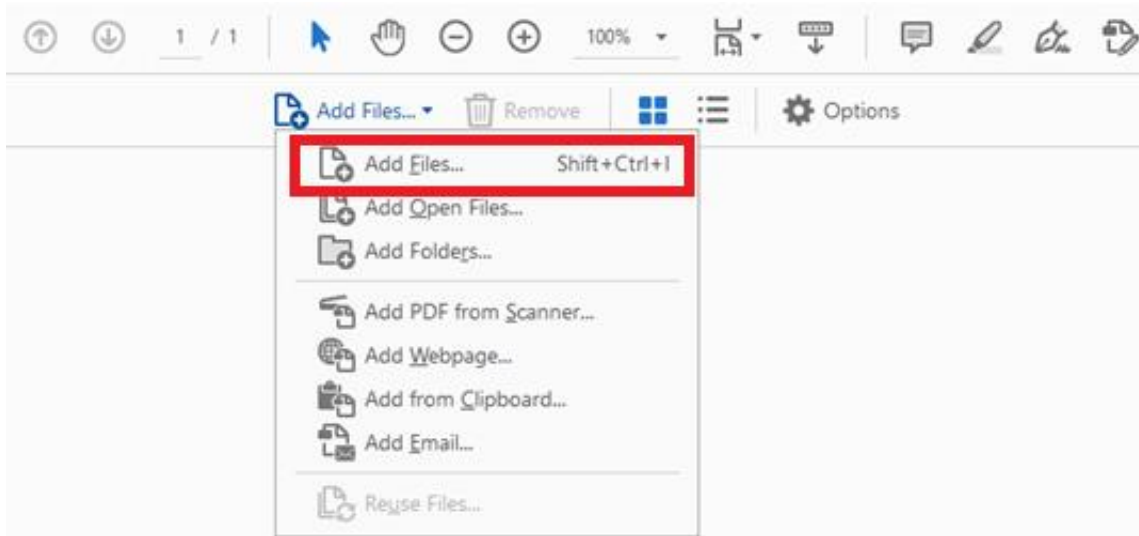 1 / 1 100%
Add Files... Remove Options
Add Files... Shift+Ctrl+I
Add Open Files...
Add Folders...
Add PDF from Scanner...
Add Webpage...
Add from Clipboard...
Add Email...
Reuse Files...